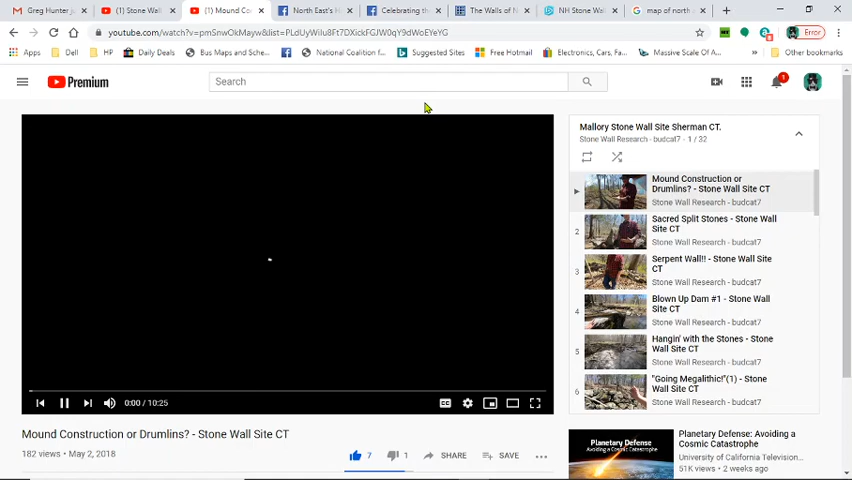 Greg Hunter j
(1) Stone Wall
(1) Mound Co
North East's H
Celebrating the
The Walls of N
NH Stone Wall
map of north
youtube.com/watch?v=pmSnwOkMayw&list=PLdUyWilu8Ft7DXickFGJW0qY9dWoEYeYG
Error
Apps
Dell
HP
Daily Deals
Bus Maps and Sche...
National Coalition f...
Suggested Sites
Free Hotmail
Electronics, Cars, Fa...
Massive Scale Of A...
Other bookmarks
Premium
Search
1
Mallory Stone Wall Site Sherman CT.
Stone Wall Research - budcat7 - 1 / 32
Mound Construction or
Drumlins? - Stone Wall Site CT
Stone Wall Research - budcat7
2
Sacred Split Stones - Stone Wall
Site CT
Stone Wall Research - budcat7
3
Serpent Wall!! - Stone Wall Site
CT
Stone Wall Research - budcat7
4
Blown Up Dam #1 - Stone Wall
Site CT
Stone Wall Research - budcat7
5
Hangin' with the Stones - Stone
Wall Site CT
Stone Wall Research - budcat7
6
"Going Megalithic!"(1) - Stone
Wall Site CT
Stone Wall Research - budcat7
0:00 / 10:25
CC
Mound Construction or Drumlins? - Stone Wall Site CT
182 views • May 2, 2018
7
1
SHARE
SAVE
Planetary Defense
Avoiding a Cosmic Catastrophe
Planetary Defense: Avoiding a
Cosmic Catastrophe
University of California Televisio...
51K views • 2 weeks ago